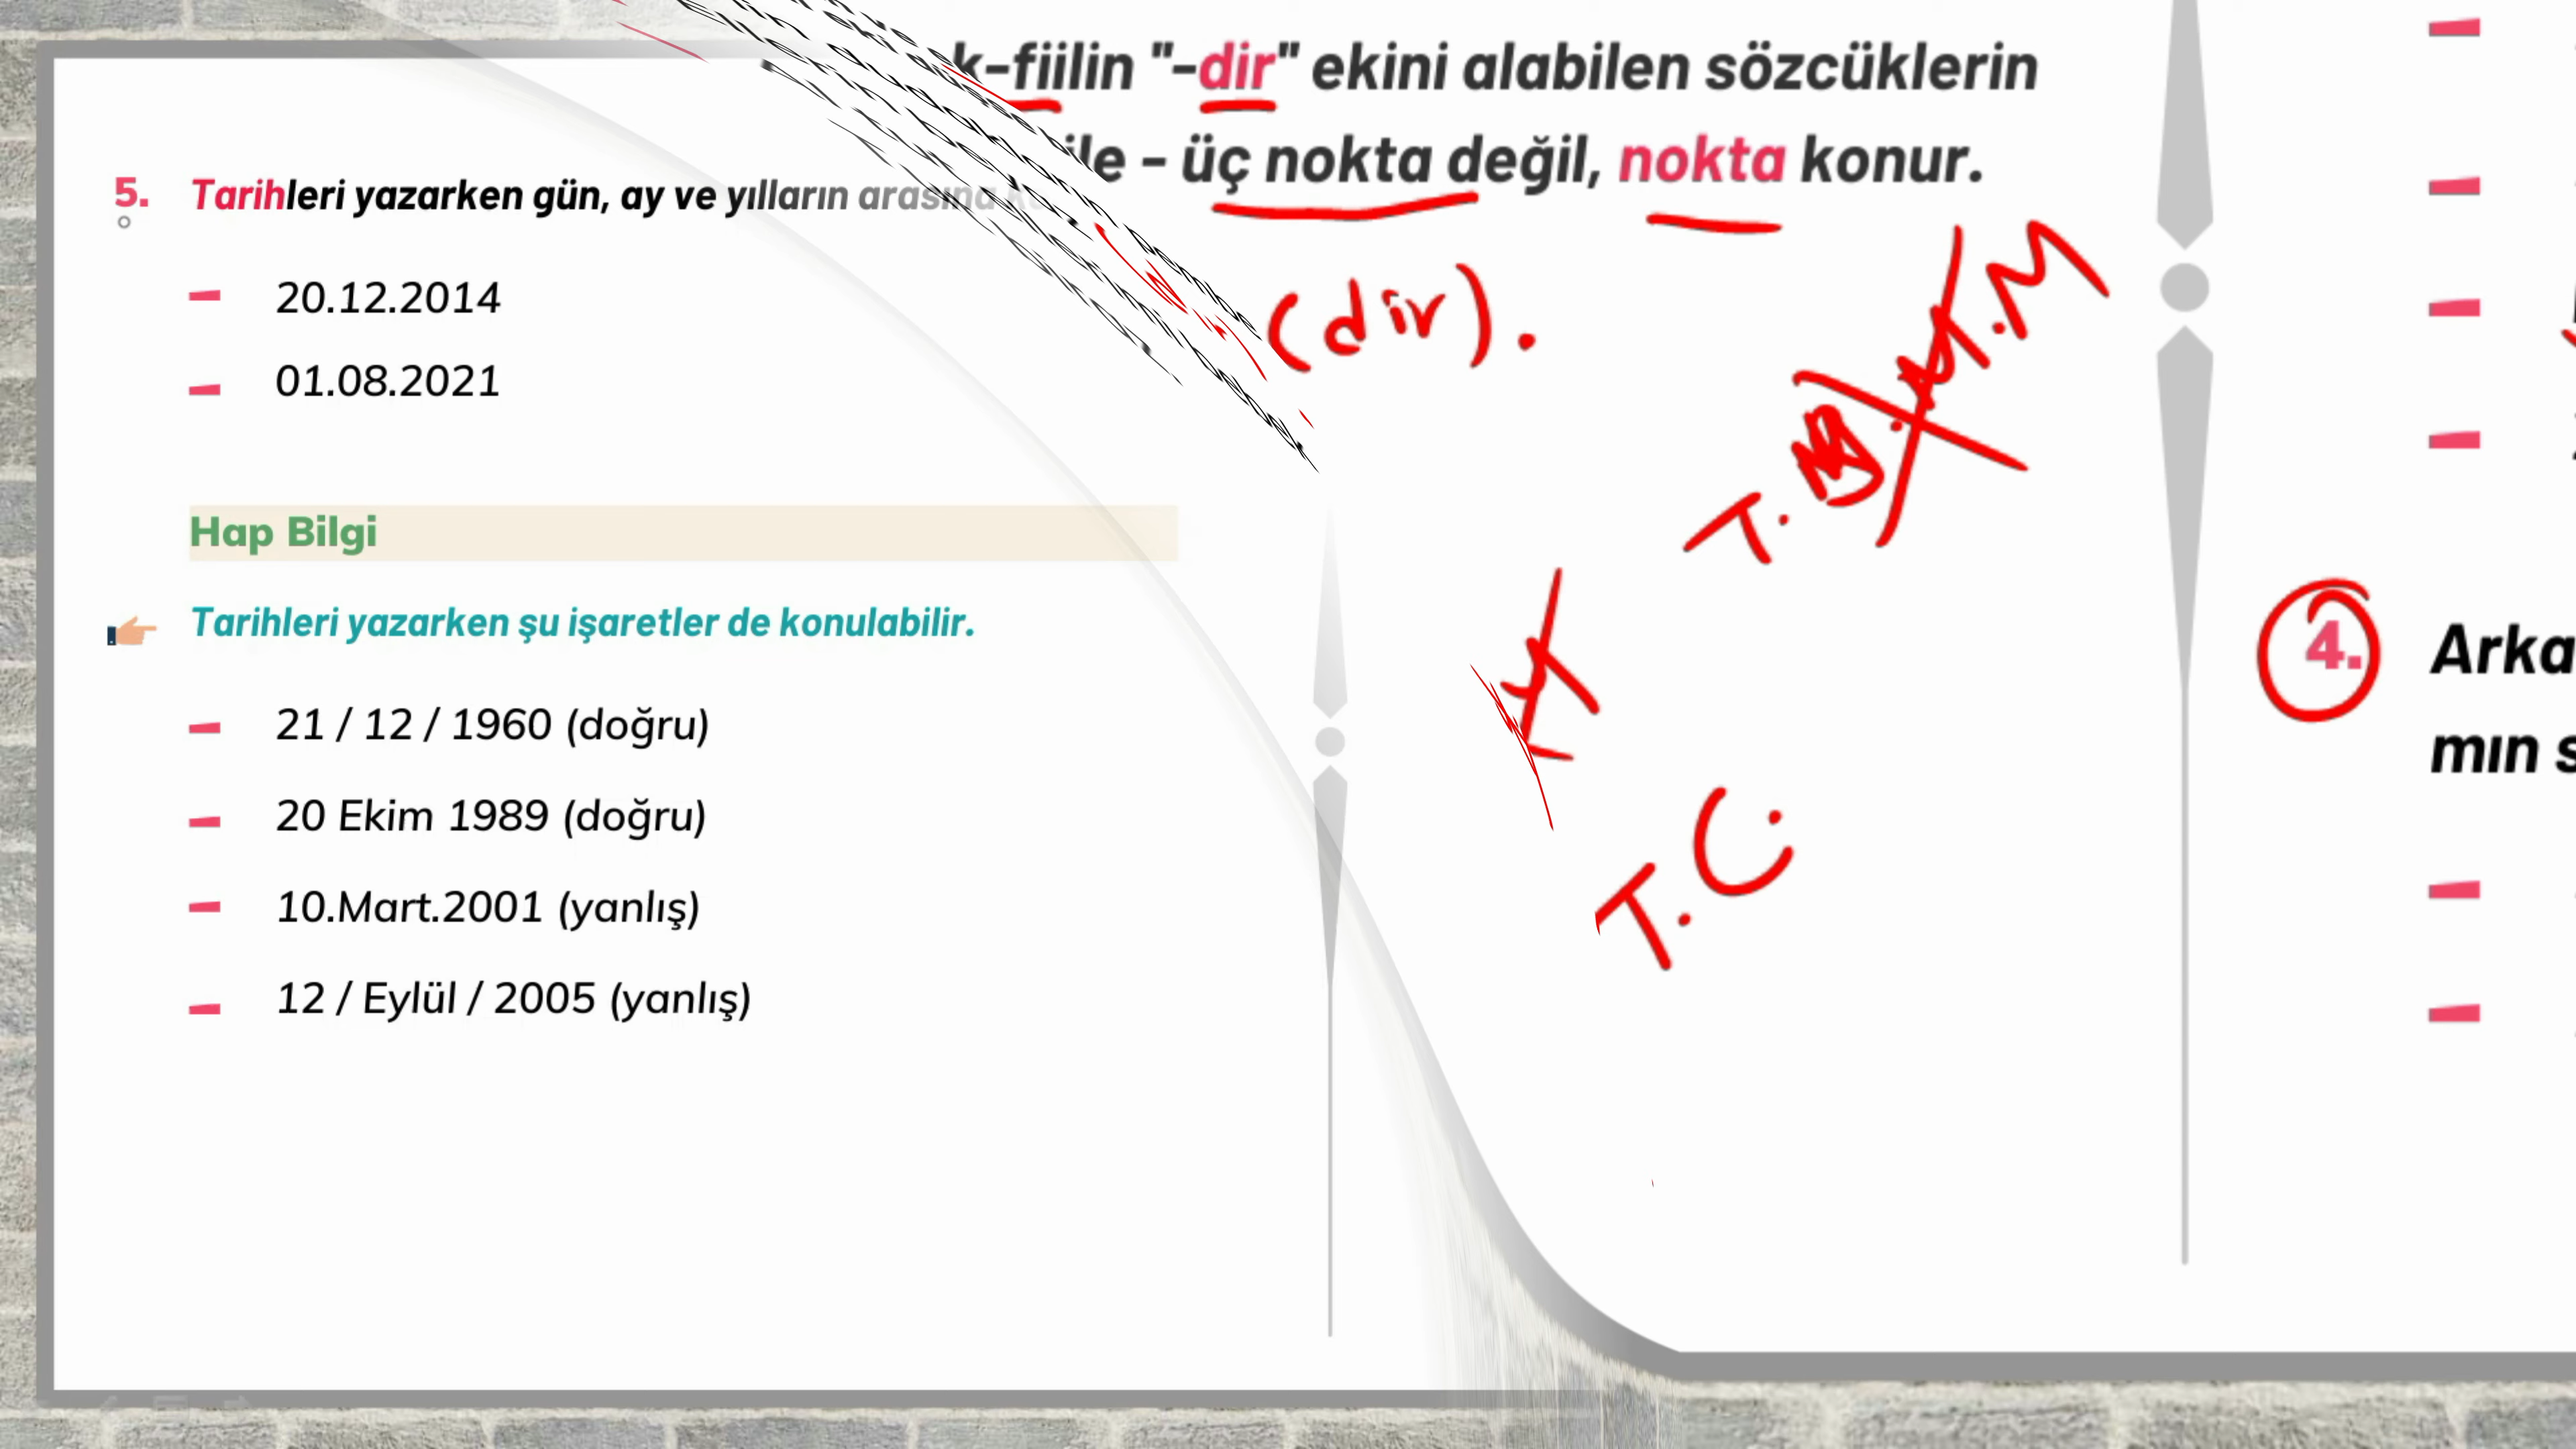 5. Tarihleri yazarken gün, ay ve yılların arasına
20.12.2014
01.08.2021
Hap Bilgi
Tarihleri yazarken şu işaretler de konulabilir.
21 / 12 / 1960 (doğru)
20 Ekim 1989 (doğru)
10.Mart.2001 (yanlış)
12 / Eylül / 2005 (yanlış)
k-fiilin "-dir" ekini alabilen sözcüklerin
ile - üç nokta değil, nokta konur.
(dir).
T.B.M.M
T.C.
4. Arka
mın s